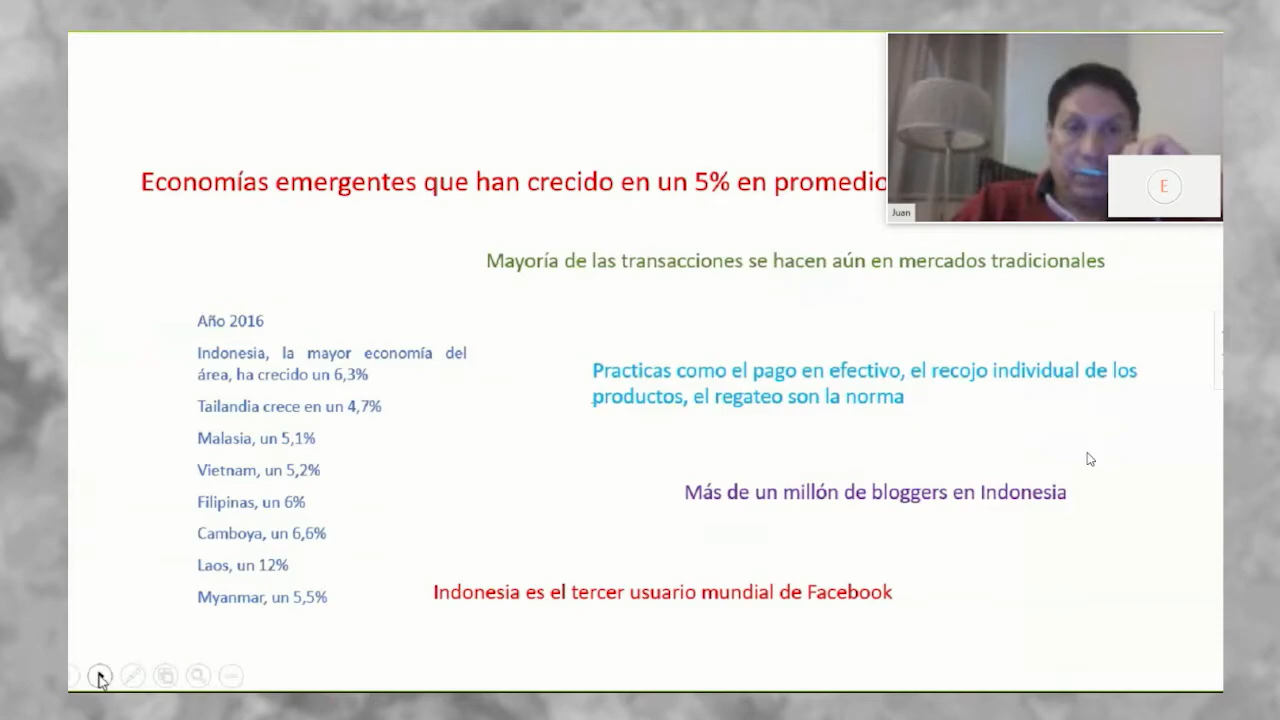 Economías emergentes que han crecido en un 5% en promedio
Juan
E
Mayoría de las transacciones se hacen aún en mercados tradicionales
Año 2016
Indonesia, la mayor economía del
área, ha crecido un 6,3%
Tailandia crece en un 4,7%
Malasia, un 5,1%
Vietnam, un 5,2%
Filipinas, un 6%
Camboya, un 6,6%
Laos, un 12%
Myanmar, un 5,5%
Practicas como el pago en efectivo, el recojo individual de los
productos, el regateo son la norma
Más de un millón de bloggers en Indonesia
Indonesia es el tercer usuario mundial de Facebook